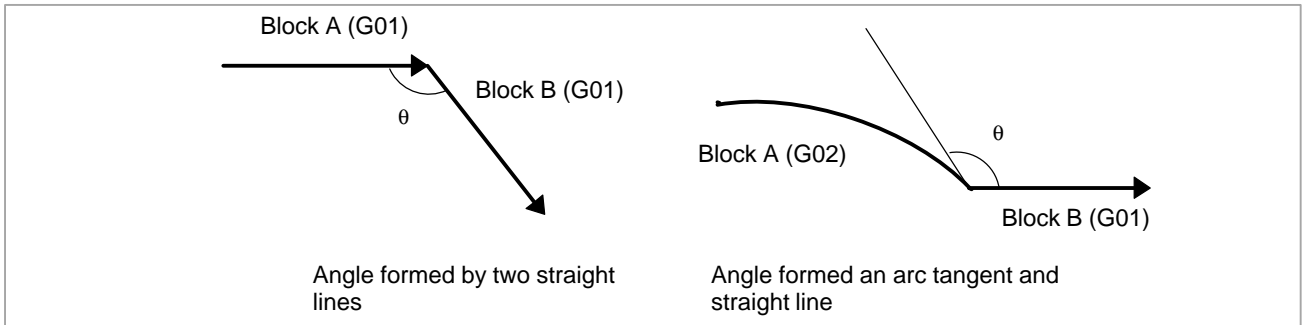 Block A (G01)
Block B (G01)
θ
Angle formed by two straight
lines
Block A (G02)
θ
Block B (G01)
Angle formed an arc tangent and
straight line